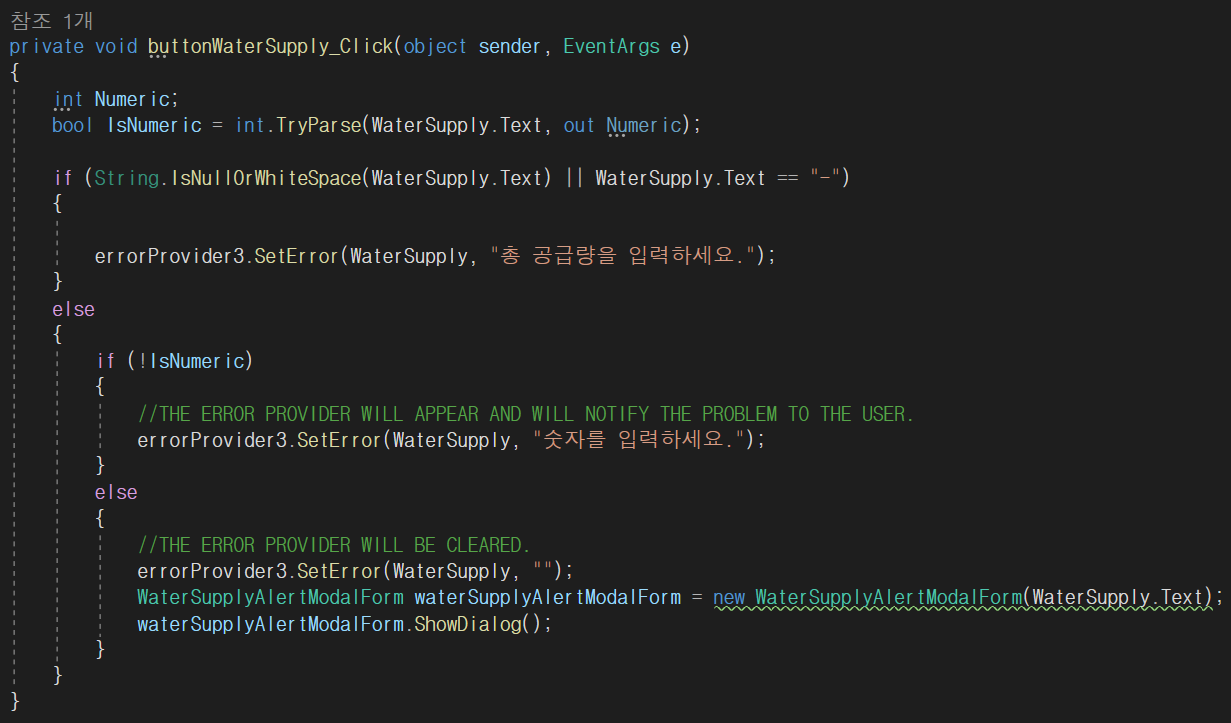 참조 1개
private void buttonWaterSupply_Click(object sender, EventArgs e)
{
    int Numeric;
    bool IsNumeric = int.TryParse(WaterSupply.Text, out Numeric);

    if (String.IsNullOrWhiteSpace(WaterSupply.Text) || WaterSupply.Text == "-")
    {

        errorProvider3.SetError(WaterSupply, "총 공급량을 입력하세요.");
    }
    else
    {
        if (!IsNumeric)
        {
            //THE ERROR PROVIDER WILL APPEAR AND WILL NOTIFY THE PROBLEM TO THE USER.
            errorProvider3.SetError(WaterSupply, "숫자를 입력하세요.");
        }
        else
        {
            //THE ERROR PROVIDER WILL BE CLEARED.
            errorProvider3.SetError(WaterSupply, "");
            WaterSupplyAlertModalForm waterSupplyAlertModalForm = new WaterSupplyAlertModalForm(WaterSupply.Text);
            waterSupplyAlertModalForm.ShowDialog();
        }
    }
}